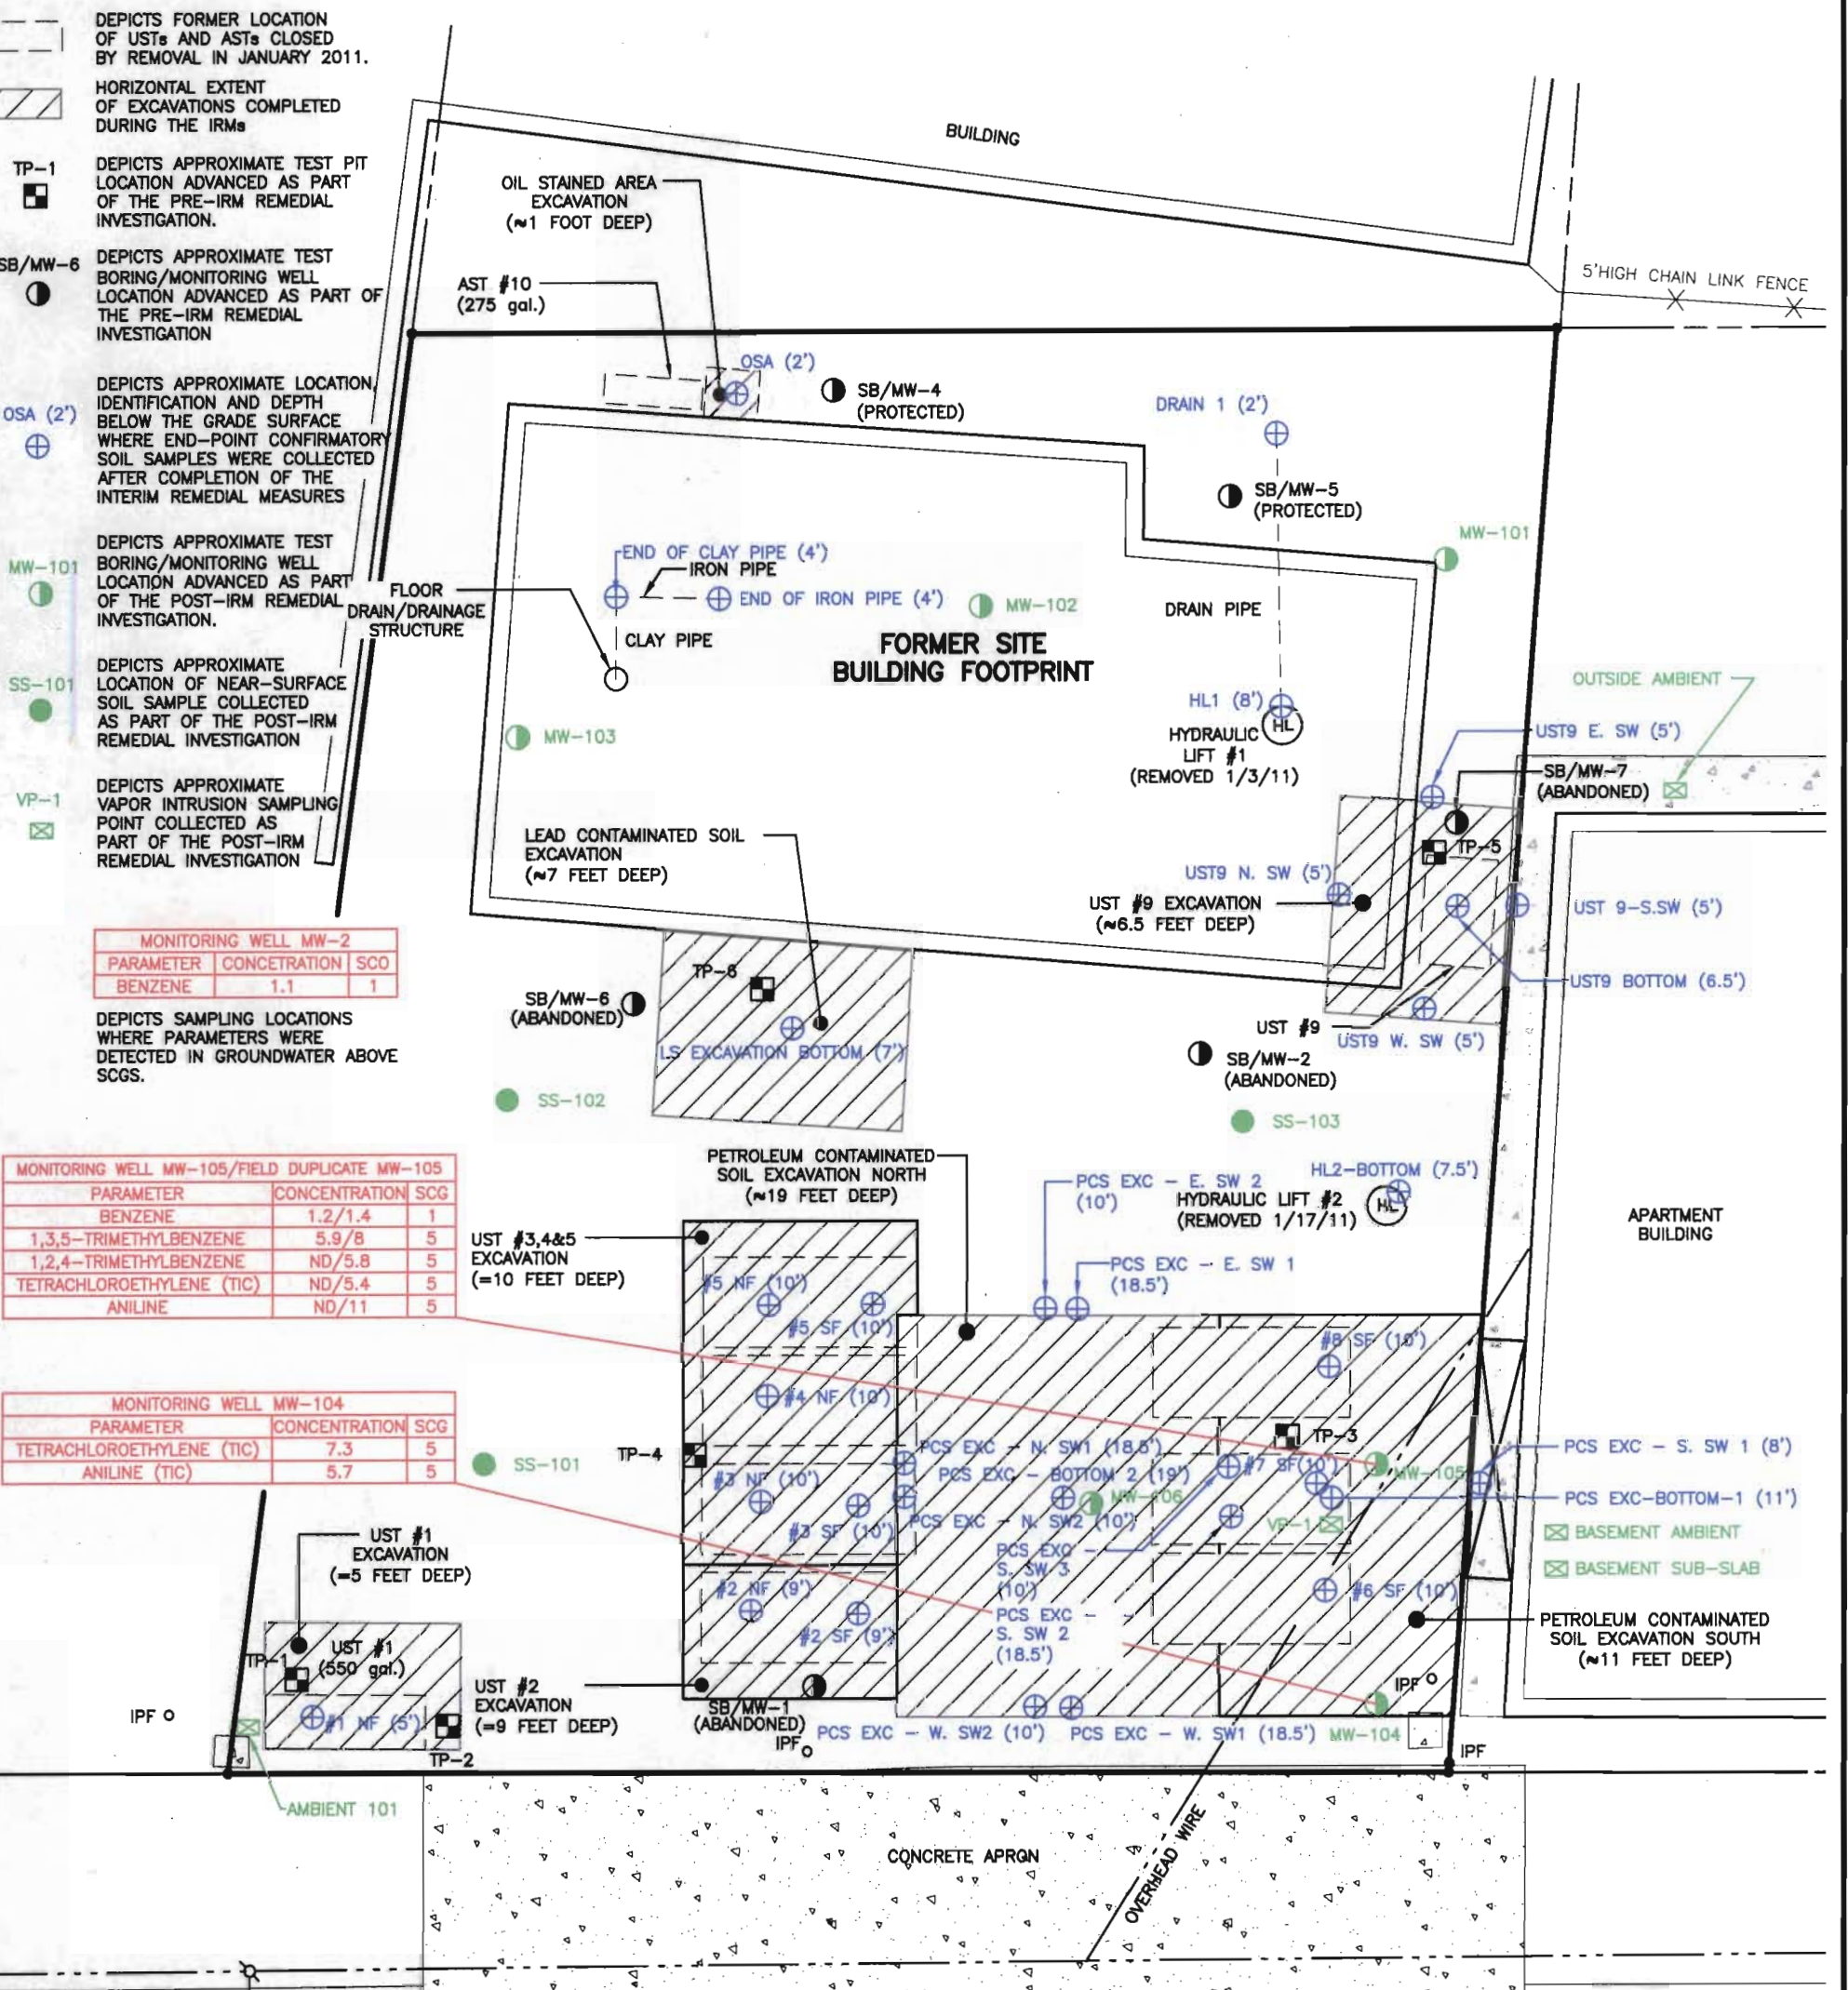 DEPICTS FORMER LOCATION
OF USTs AND ASTs CLOSED
BY REMOVAL IN JANUARY 2011.
HORIZONTAL EXTENT
OF EXCAVATIONS COMPLETED
DURING THE IRMs
TP-1
DEPICTS APPROXIMATE TEST PIT
LOCATION ADVANCED AS PART
OF THE PRE-IRM REMEDIAL
INVESTIGATION.
SB/MW-6
DEPICTS APPROXIMATE TEST
BORING/MONITORING WELL
LOCATION ADVANCED AS PART OF
THE PRE-IRM REMEDIAL
INVESTIGATION
OSA (2')
DEPICTS APPROXIMATE LOCATION,
IDENTIFICATION AND DEPTH
BELOW THE GRADE SURFACE
WHERE END-POINT CONFIRMATORY
SOIL SAMPLES WERE COLLECTED
AFTER COMPLETION OF THE
INTERIM REMEDIAL MEASURES
MW-101
DEPICTS APPROXIMATE TEST
BORING/MONITORING WELL
LOCATION ADVANCED AS PART
OF THE POST-IRM REMEDIAL
INVESTIGATION.
SS-101
DEPICTS APPROXIMATE
LOCATION OF NEAR-SURFACE
SOIL SAMPLE COLLECTED
AS PART OF THE POST-IRM
REMEDIAL INVESTIGATION
VP-1
DEPICTS APPROXIMATE
VAPOR INTRUSION SAMPLING
POINT COLLECTED AS
PART OF THE POST-IRM
REMEDIAL INVESTIGATION
MONITORING WELL MW-2
PARAMETER CONCETRATION SCO
BENZENE 1.1 1
DEPICTS SAMPLING LOCATIONS
WHERE PARAMETERS WERE
DETECTED IN GROUNDWATER ABOVE
SCGS.
MONITORING WELL MW-105/FIELD DUPLICATE MW-105
PARAMETER CONCENTRATION SCG
BENZENE 1.2/1.4 1
1,3,5-TRIMETHYLBENZENE 5.9/8 5
1,2,4-TRIMETHYLBENZENE ND/5.8 5
TETRACHLOROETHYLENE (TIC) ND/5.4 5
ANILINE ND/11 5
MONITORING WELL MW-104
PARAMETER CONCENTRATION SCG
TETRACHLOROETHYLENE (TIC) 7.3 5
ANILINE (TIC) 5.7 5
BUILDING
OIL STAINED AREA
EXCAVATION
(≈1 FOOT DEEP)
AST #10
(275 gal.)
5'HIGH CHAIN LINK FENCE
OSA (2')
SB/MW-4
(PROTECTED)
DRAIN 1 (2')
SB/MW-5
(PROTECTED)
MW-101
END OF CLAY PIPE (4')
IRON PIPE
END OF IRON PIPE (4')
MW-102
DRAIN PIPE
FLOOR
DRAIN/DRAINAGE
STRUCTURE
CLAY PIPE
FORMER SITE
BUILDING FOOTPRINT
HL1 (8')
HL
HYDRAULIC
LIFT #1
(REMOVED 1/3/11)
MW-103
OUTSIDE AMBIENT
UST9 E. SW (5')
SB/MW-7
(ABANDONED)
LEAD CONTAMINATED SOIL
EXCAVATION
(≈7 FEET DEEP)
TP-5
UST9 N. SW (5')
UST #9 EXCAVATION
(≈6.5 FEET DEEP)
UST 9-S.SW (5')
UST9 BOTTOM (6.5')
TP-6
SB/MW-6
(ABANDONED)
LS EXCAVATION BOTTOM (7')
UST #9
UST9 W. SW (5')
SB/MW-2
(ABANDONED)
SS-102
SS-103
PETROLEUM CONTAMINATED
SOIL EXCAVATION NORTH
(≈19 FEET DEEP)
PCS EXC - E. SW 2
(10')
HL2-BOTTOM (7.5')
HYDRAULIC LIFT #2
(REMOVED 1/17/11)
HL
APARTMENT
BUILDING
UST #3,4&5
EXCAVATION
(=10 FEET DEEP)
PCS EXC - E. SW 1
(18.5')
#5 NF (10')
#5 SF (10')
#8 SF (10')
#4 NF (10')
TP-4
SS-101
PCS EXC - N. SW1 (18.5')
TP-3
PCS EXC - BOTTOM 2 (19')
#7 SF(10')
MW-105
PCS EXC - S. SW 1 (8')
#3 NF (10')
MW-106
PCS EXC-BOTTOM-1 (11')
#3 SF (10')
PCS EXC - N. SW2 (10')
VP-1
BASEMENT AMBIENT
PCS EXC -
S. SW 3
(10')
BASEMENT SUB-SLAB
UST #1
EXCAVATION
(=5 FEET DEEP)
#2 NF (9')
#6 SF (10')
#2 SF (9')
PCS EXC -
S. SW 2
(18.5')
PETROLEUM CONTAMINATED
SOIL EXCAVATION SOUTH
(≈11 FEET DEEP)
UST #1
(550 gal.)
TP-1
UST #2
EXCAVATION
(=9 FEET DEEP)
IPF
IPF
#1 NF (5')
SB/MW-1
(ABANDONED)
PCS EXC - W. SW2 (10')
PCS EXC - W. SW1 (18.5')
MW-104
TP-2
IPF
IPF
AMBIENT 101
CONCRETE APRON
OVERHEAD WIRE